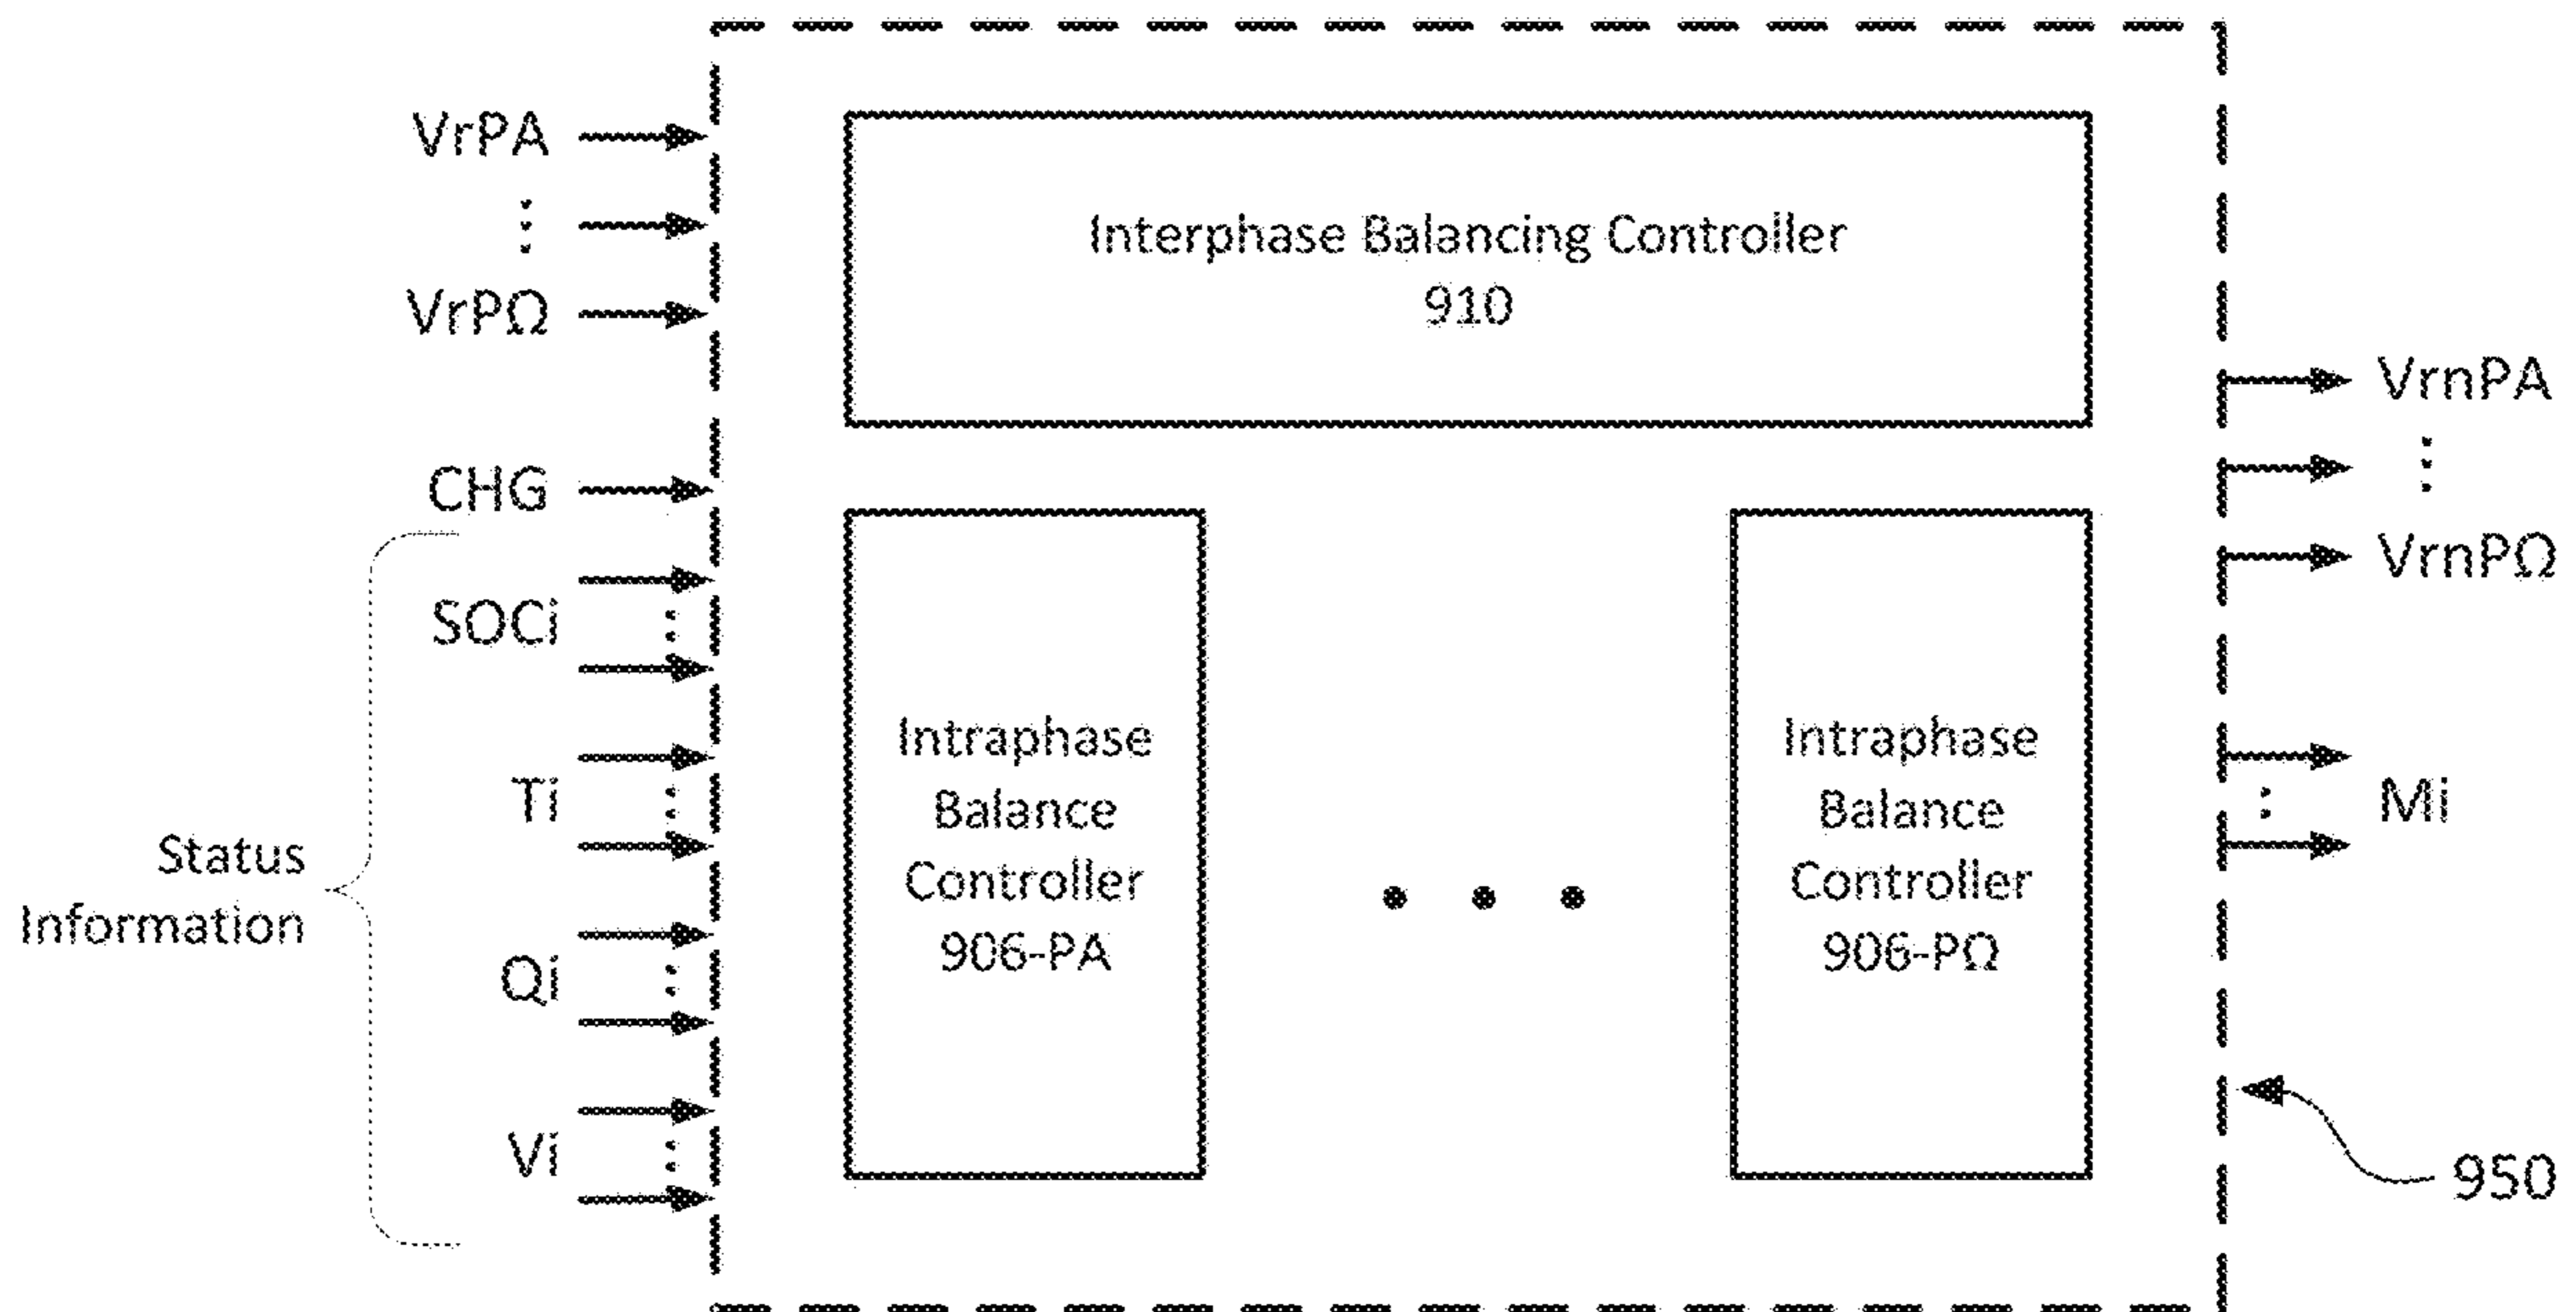 VrPA
VrPΩ
CHG
SOCi
Ti
Qi
Vi
Status
Information
Interphase Balancing Controller
910
Intraphase
Balance
Controller
906-PA
Intraphase
Balance
Controller
906-PΩ
VrnPA
VrnPΩ
Mi
950